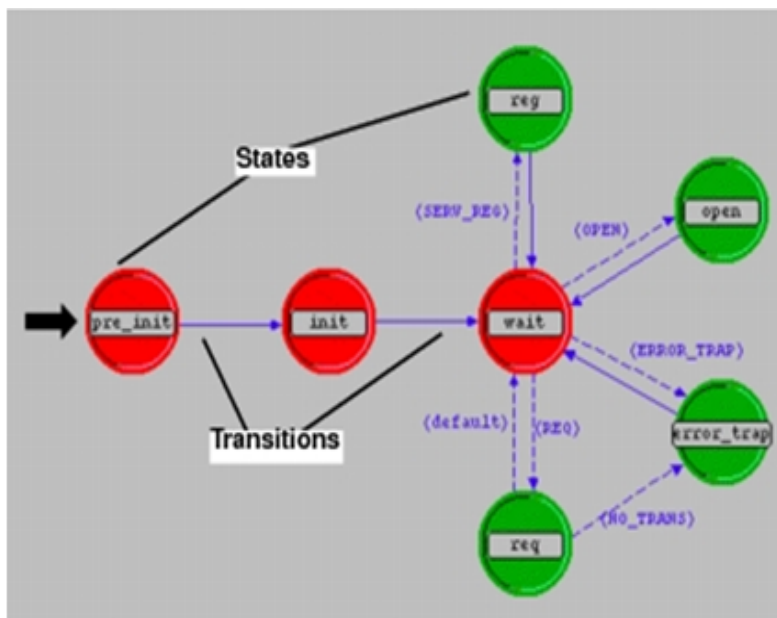 reg
States
(SERV_REG)
open
(OPEN)
pre_init
init
wait
(ERROR_TRAP)
(default)
(REQ)
Transitions
error_trap
(NO_TRANS)
req